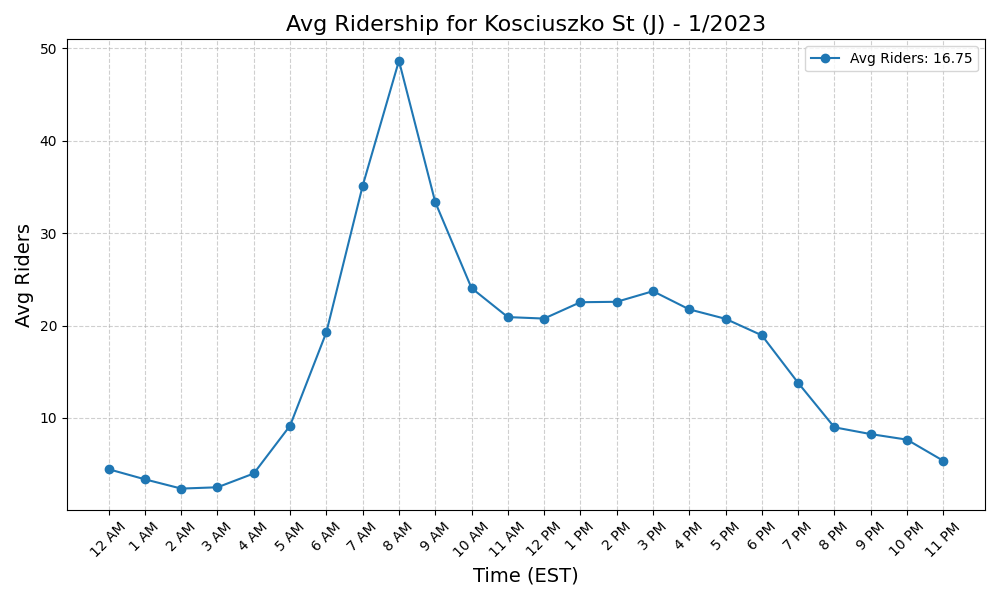 Avg Ridership for Kosciuszko St (J) - 1/2023
Avg Riders: 16.75
50
40
30
20
10
Avg Riders
12 AM
1 AM
2 AM
3 AM
4 AM
5 AM
6 AM
7 AM
8 AM
9 AM
10 AM
11 AM
12 PM
1 PM
2 PM
3 PM
4 PM
5 PM
6 PM
7 PM
8 PM
9 PM
10 PM
11 PM
Time (EST)